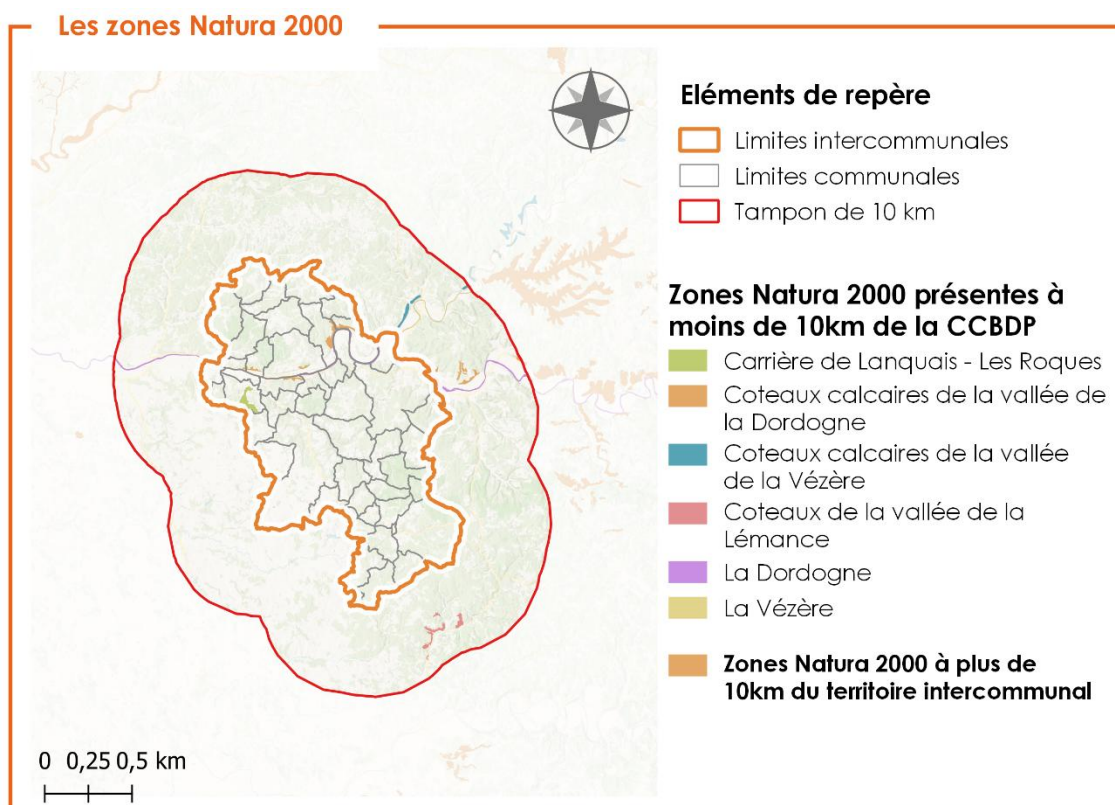 Les zones Natura 2000
Eléments de repère
Limites intercommunales
Limites communales
Tampon de 10 km
Zones Natura 2000 présentes à
moins de 10km de la CCBDP
Carrière de Lanquais - Les Roques
Coteaux calcaires de la vallée de
la Dordogne
Coteaux calcaires de la vallée
de la Vézère
Coteaux de la vallée de la
Lémance
La Dordogne
La Vézère
Zones Natura 2000 à plus de
10km du territoire intercommunal
0 0,25 0,5 km